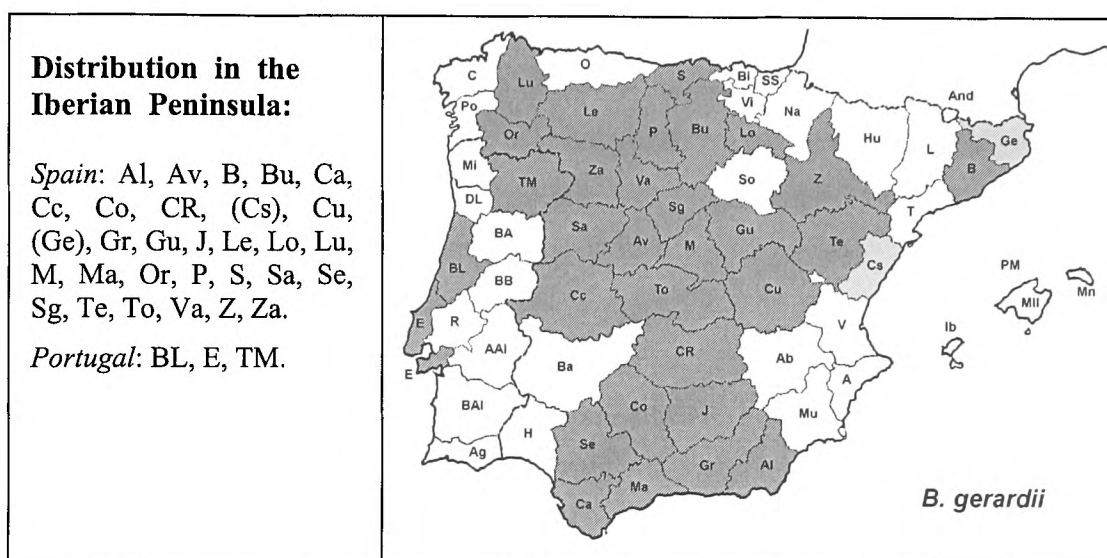 Distribution in the
Iberian Peninsula:
Spain: Al, Av, B, Bu, Ca,
Cc, Co, CR, (Cs), Cu,
(Ge), Gr, Gu, J, Le, Lo, Lu,
M, Ma, Or, P, S, Sa, Se,
Sg, Te, To, Va, Z, Za.
Portugal: BL, E, TM.
C
Lu
O
S
Bi
SS
Vi
Na
And
Po
Or
Le
P
Bu
Lo
Hu
L
Ge
B
Mi
TM
Za
Va
So
Z
T
DL
BA
Sa
Sg
Av
M
Gu
Te
Cs
BL
BB
Cc
To
Cu
PM
Mll
Mn
E
R
AAl
Ba
CR
Ab
V
Ib
E
A
BAl
H
Co
J
Mu
Ag
Se
Gr
Al
Ca
Ma
B. gerardii